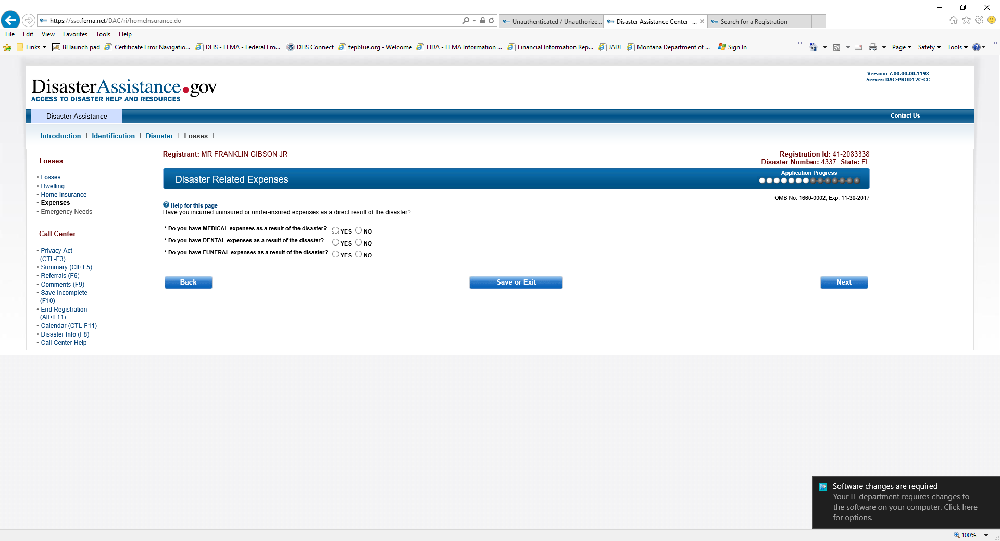 https://sso.fema.net/DAC/ri/homeInsurance.do
Unauthenticated / Unauthorize...
Disaster Assistance Center -...
Search for a Registration
File Edit View Favorites Tools Help
Links BI launch pad Certificate Error Navigatio... DHS - FEMA - Federal Em... DHS Connect fepblue.org - Welcome FIDA - FEMA Information ... Financial Information Rep... JADE Montana Department of ... Sign In » Page Safety Tools »
Version: 7.00.00.00.1193
Server: DAC-PROD12C-CC
DisasterAssistance.gov
ACCESS TO DISASTER HELP AND RESOURCES
Disaster Assistance
Contact Us
Introduction | Identification | Disaster | Losses |
Registrant: MR FRANKLIN GIBSON JR
Registration Id: 41-2083338
Disaster Number: 4337 State: FL
Losses
• Losses
• Dwelling
• Home Insurance
• Expenses
• Emergency Needs
Call Center
• Privacy Act
(CTL-F3)
• Summary (Ctl+F5)
• Referrals (F6)
• Comments (F9)
• Save Incomplete
(F10)
• End Registration
(Alt+F11)
• Calendar (CTL-F11)
• Disaster Info (F8)
• Call Center Help
Disaster Related Expenses
Application Progress
OMB No. 1660-0002, Exp. 11-30-2017
Help for this page
Have you incurred uninsured or under-insured expenses as a direct result of the disaster?
* Do you have MEDICAL expenses as a result of the disaster? YES NO
* Do you have DENTAL expenses as a result of the disaster? YES NO
* Do you have FUNERAL expenses as a result of the disaster? YES NO
Back
Save or Exit
Next
Software changes are required
Your IT department requires changes to
the software on your computer. Click here
for options.
100%